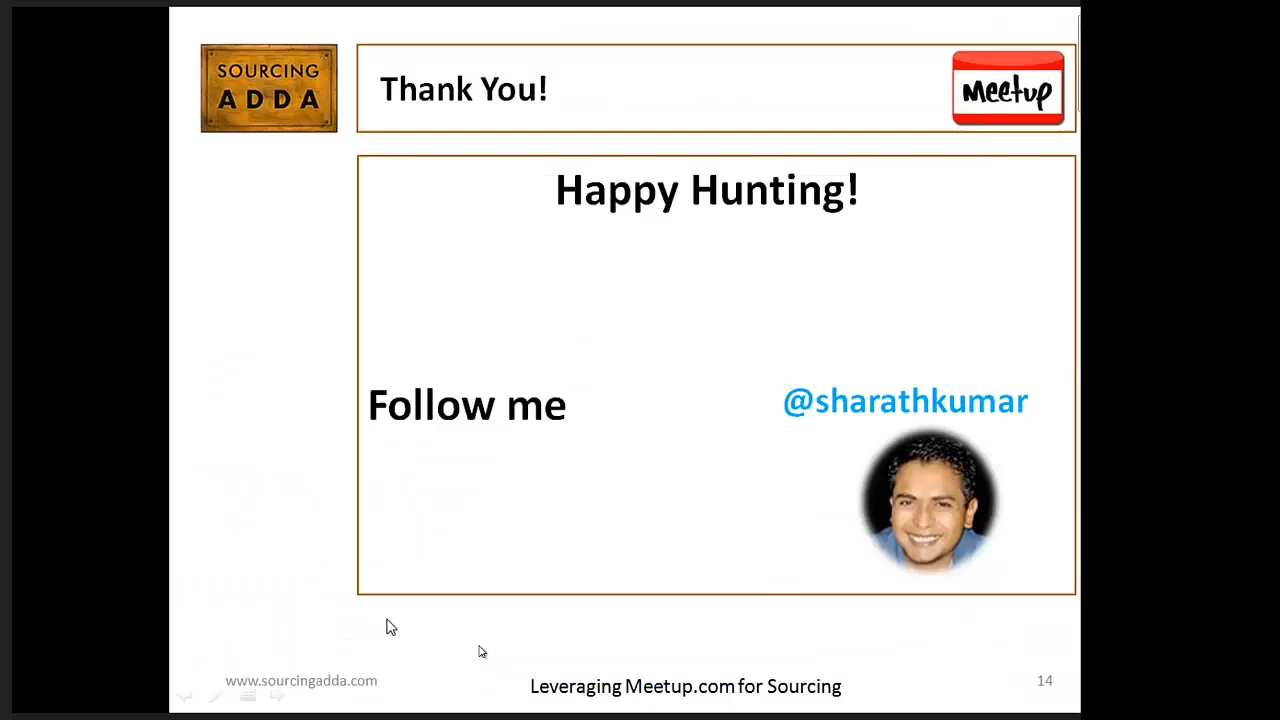 SOURCING
ADDA
Thank You!
Meetup
Happy Hunting!
Follow me
@sharathkumar
www.sourcingadda.com
Leveraging Meetup.com for Sourcing
14